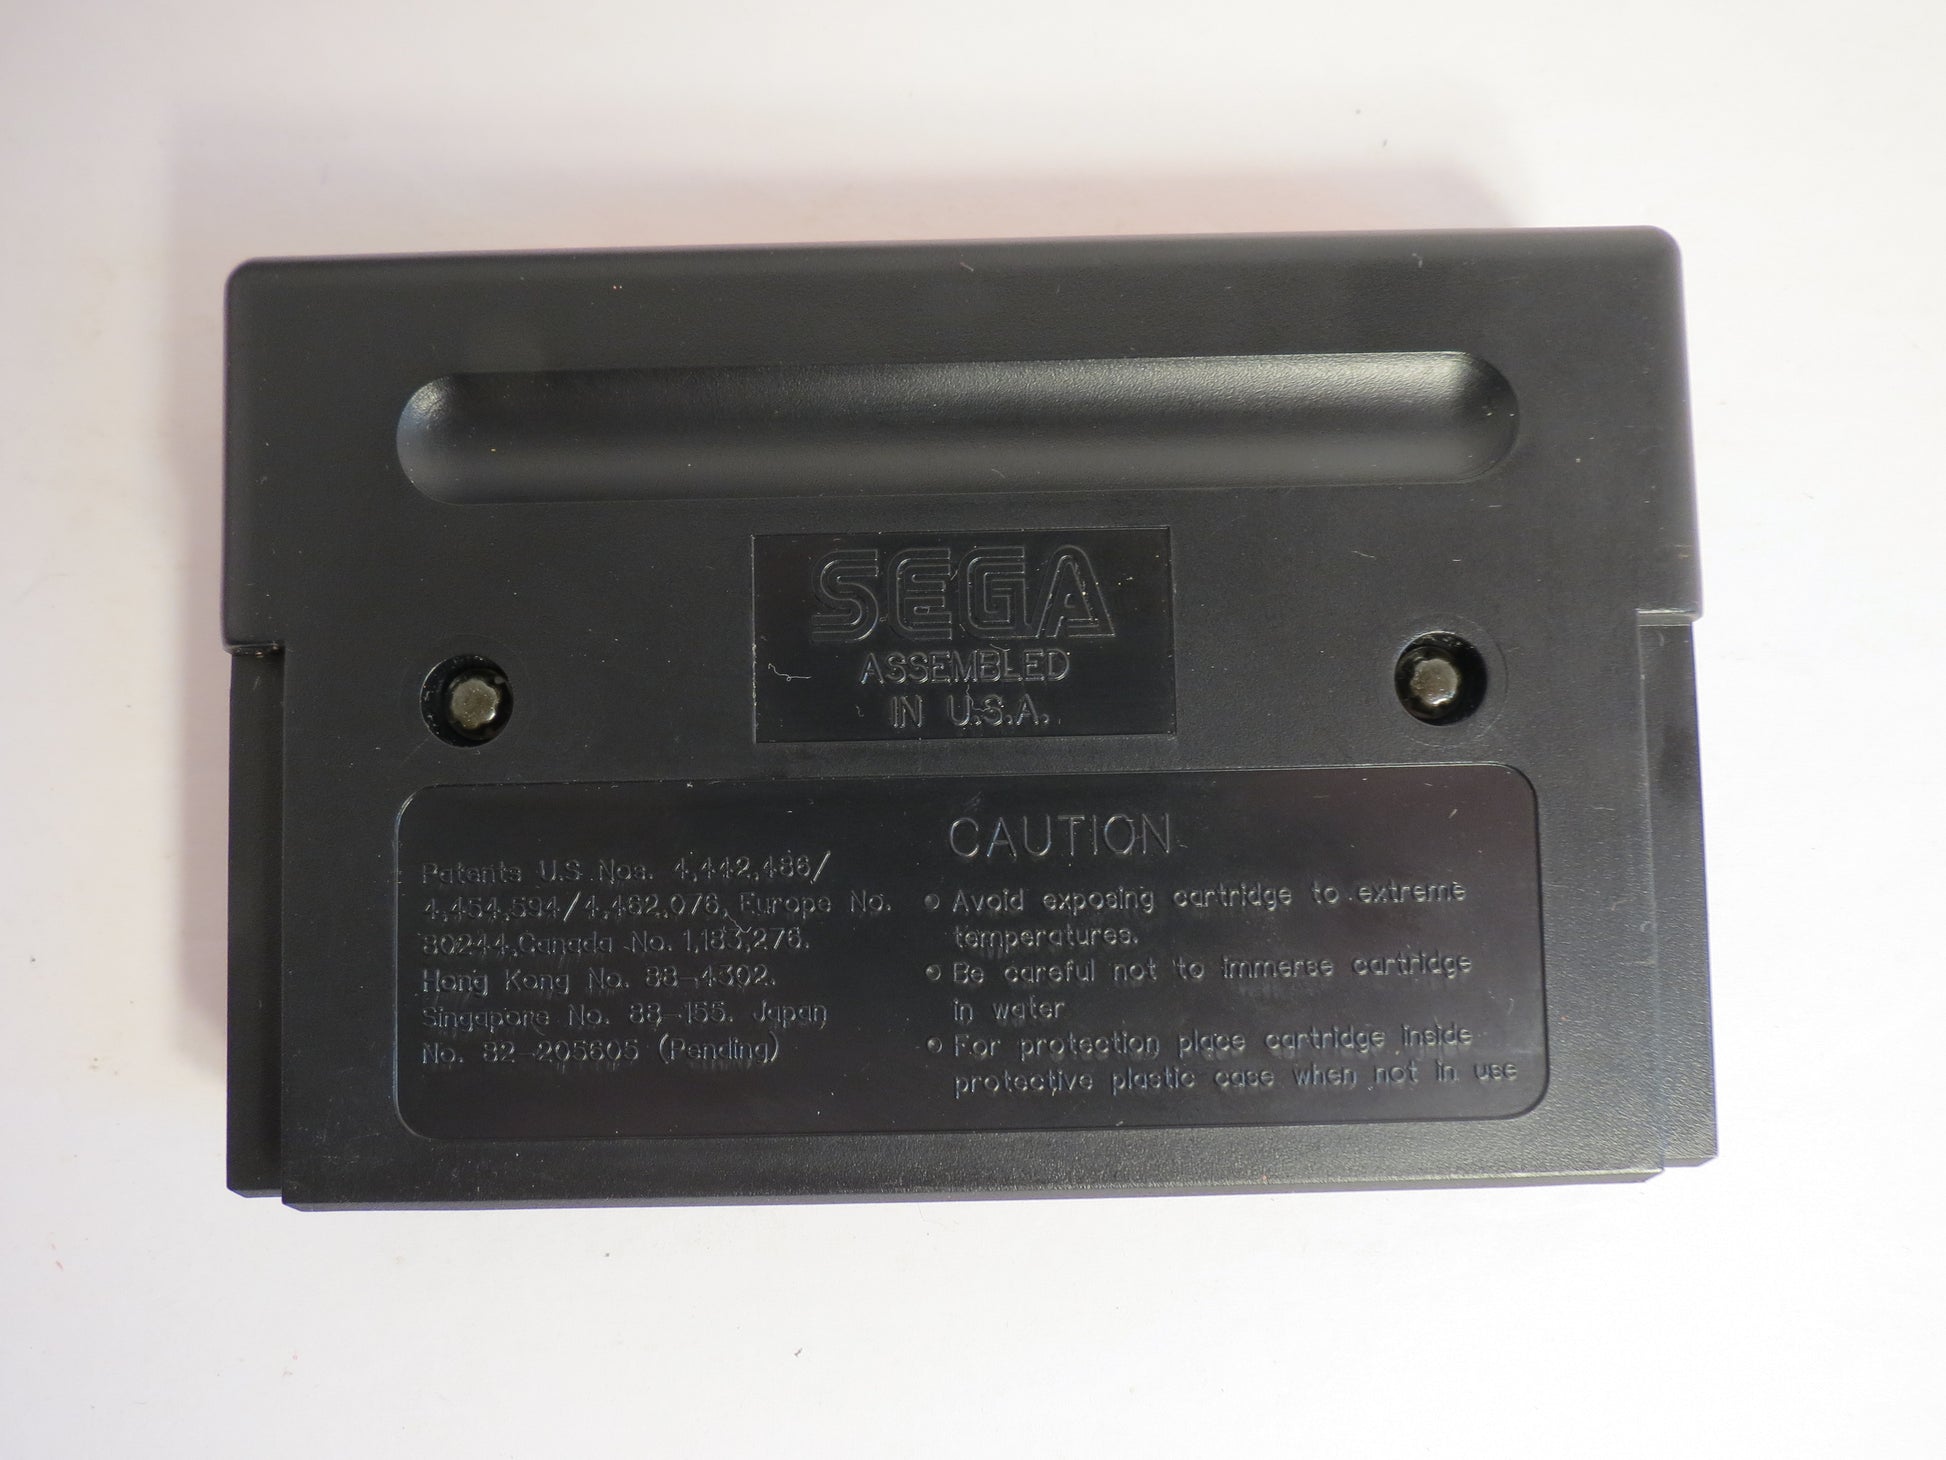 SEGA
ASSEMBLED
IN U.S.A.
Patents U.S Nos. 4,442,486/
4,454,594/4,462,076, Europe No.
80244,Canada No. 1,183,276.
Hong Kong No. 88-4302.
Singapore No. 88-155. Japan
No. 82-205605 (Pending)
CAUTION
• Avoid exposing cartridge to extreme
temperatures.
• Be careful not to immerse cartridge
in water
• For protection place cartridge inside
protective plastic case when not in use